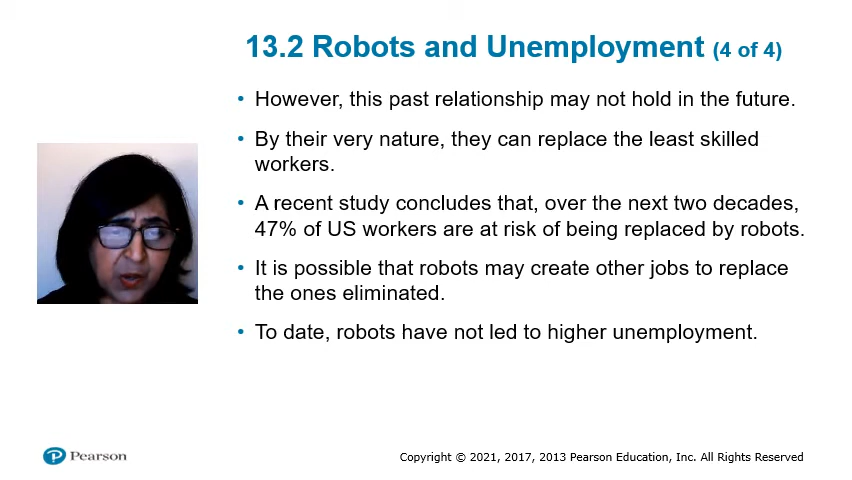 13.2 Robots and Unemployment (4 of 4)
• However, this past relationship may not hold in the future.
• By their very nature, they can replace the least skilled
workers.
• A recent study concludes that, over the next two decades,
47% of US workers are at risk of being replaced by robots.
• It is possible that robots may create other jobs to replace
the ones eliminated.
• To date, robots have not led to higher unemployment.
P Pearson
Copyright © 2021, 2017, 2013 Pearson Education, Inc. All Rights Reserved